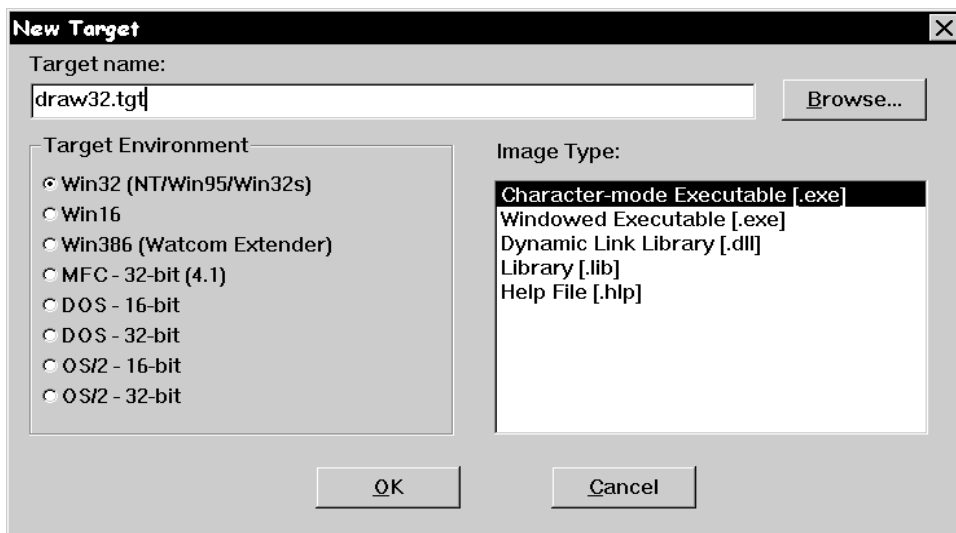 New Target
Target name:
draw32.tgt
Browse...
Target Environment
Win32 (NT/Win95/Win32s)
Win16
Win386 (Watcom Extender)
MFC - 32-bit (4.1)
DOS - 16-bit
DOS - 32-bit
OS/2 - 16-bit
OS/2 - 32-bit
Image Type:
Character-mode Executable [.exe]
Windowed Executable [.exe]
Dynamic Link Library [.dll]
Library [.lib]
Help File [.hlp]
OK
Cancel